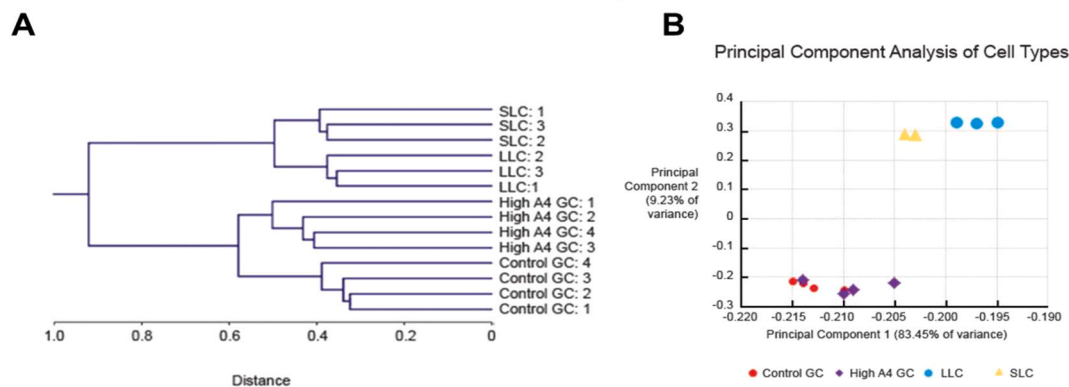 A
SLC: 1
SLC: 3
SLC: 2
LLC: 2
LLC: 3
LLC:1
High A4 GC: 1
High A4 GC: 2
High A4 GC: 4
High A4 GC: 3
Control GC: 4
Control GC: 3
Control GC: 2
Control GC: 1
1.0 0.8 0.6 0.4 0.2 0
Distance
B
Principal Component Analysis of Cell Types
0.4
0.3
0.2
0.1
0
-0.1
-0.2
-0.3
Principal
Component 2
(9.23% of
variance)
-0.220 -0.215 -0.210 -0.205 -0.200 -0.195 -0.190
Principal Component 1 (83.45% of variance)
Control GC High A4 GC LLC SLC